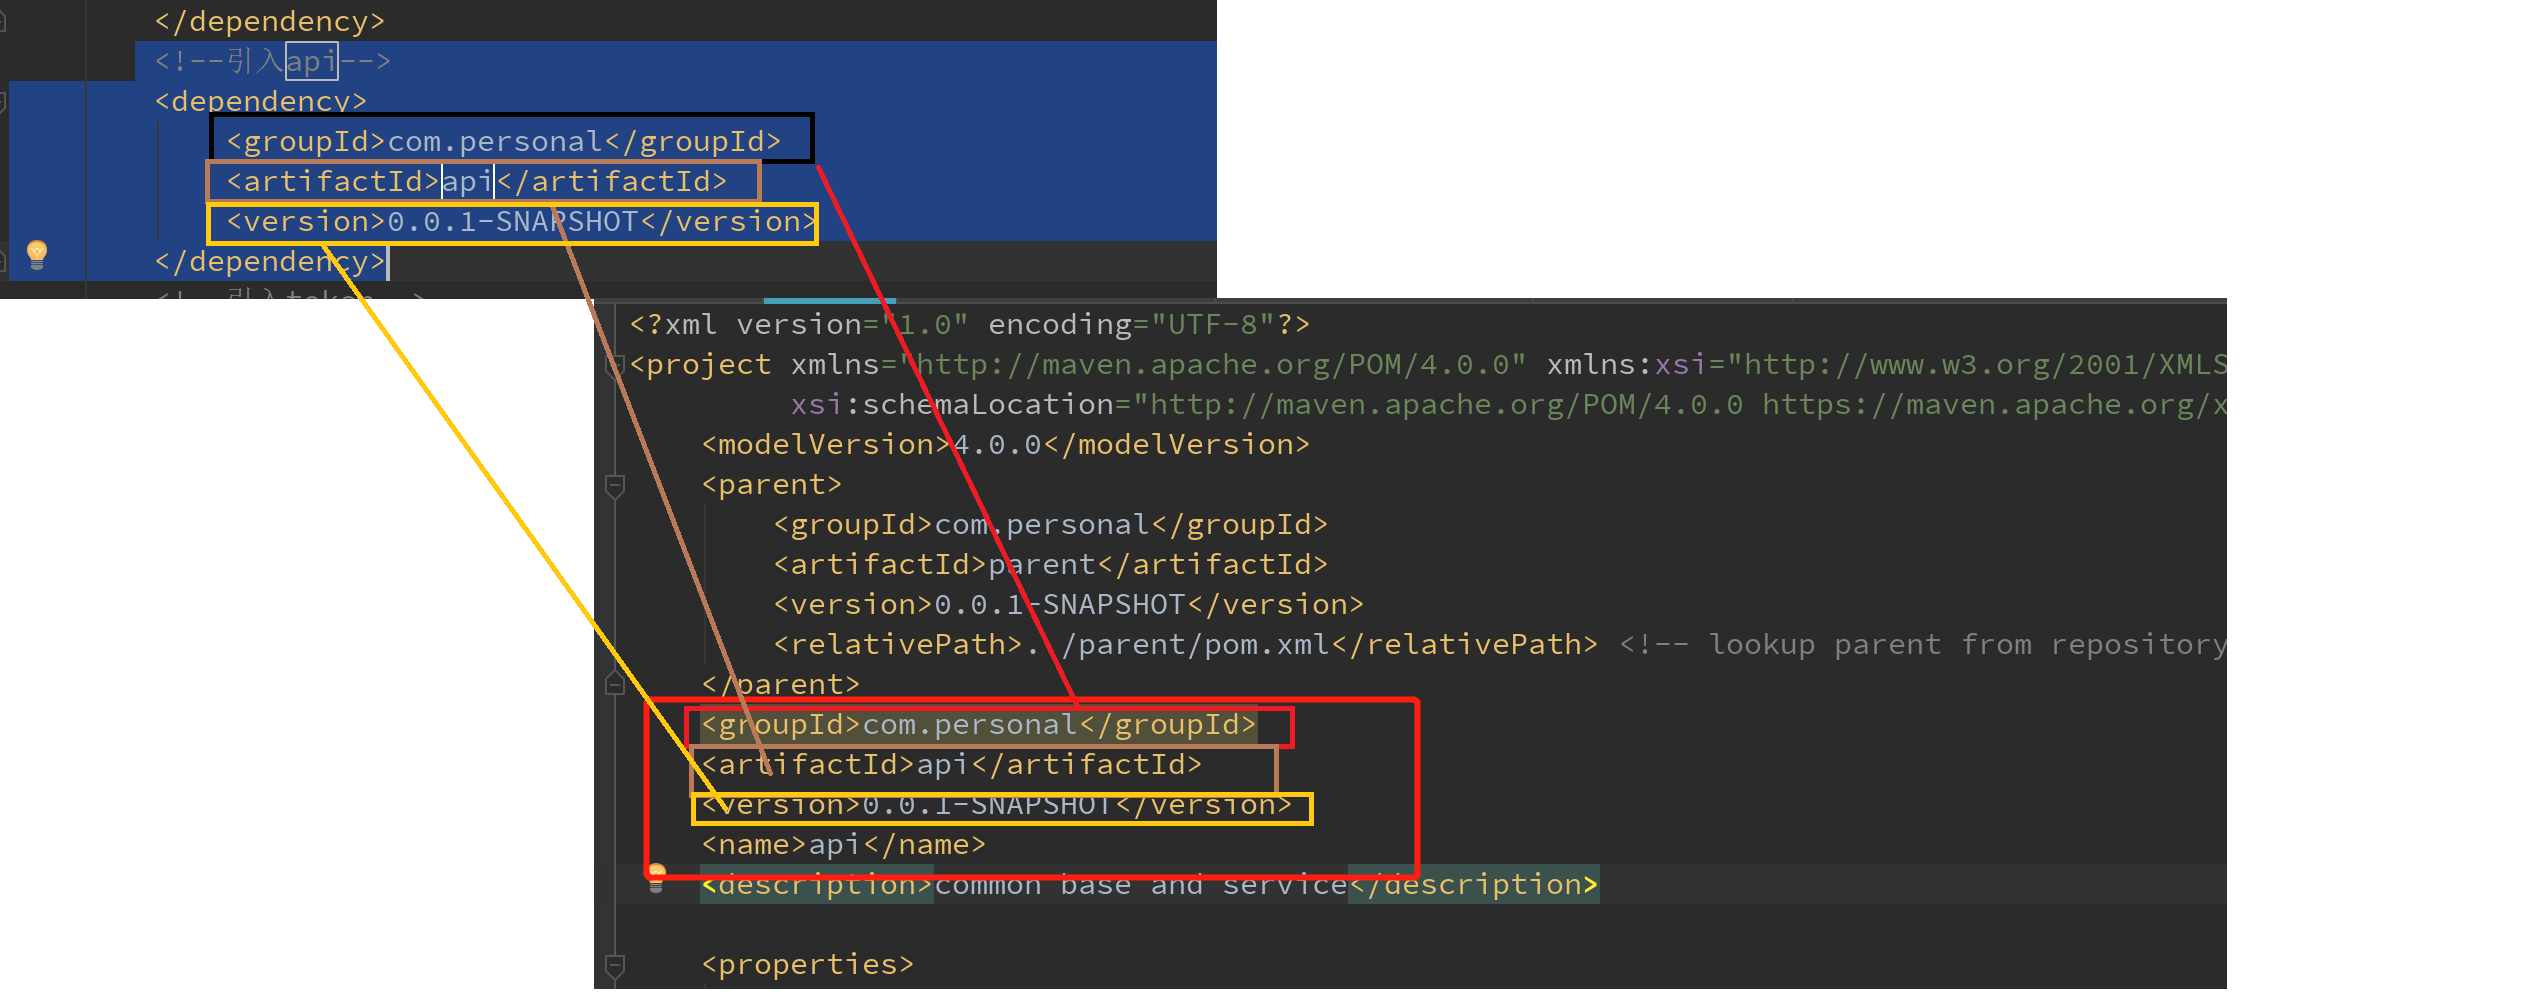 </dependency>
<!--引入api-->
<dependency>
<groupId>com.personal</groupId>
<artifactId>api</artifactId>
<version>0.0.1-SNAPSHOT</version>
</dependency>
<?xml version="1.0" encoding="UTF-8"?>
<project xmlns="http://maven.apache.org/POM/4.0.0" xmlns:xsi="http://www.w3.org/2001/XMLS
xsi:schemaLocation="http://maven.apache.org/POM/4.0.0 https://maven.apache.org/x
<modelVersion>4.0.0</modelVersion>
<parent>
<groupId>com.personal</groupId>
<artifactId>parent</artifactId>
<version>0.0.1-SNAPSHOT</version>
<relativePath>../parent/pom.xml</relativePath> <!-- lookup parent from repository
</parent>
<groupId>com.personal</groupId>
<artifactId>api</artifactId>
<version>0.0.1-SNAPSHOT</version>
<name>api</name>
<description>common base and service</description>
<properties>